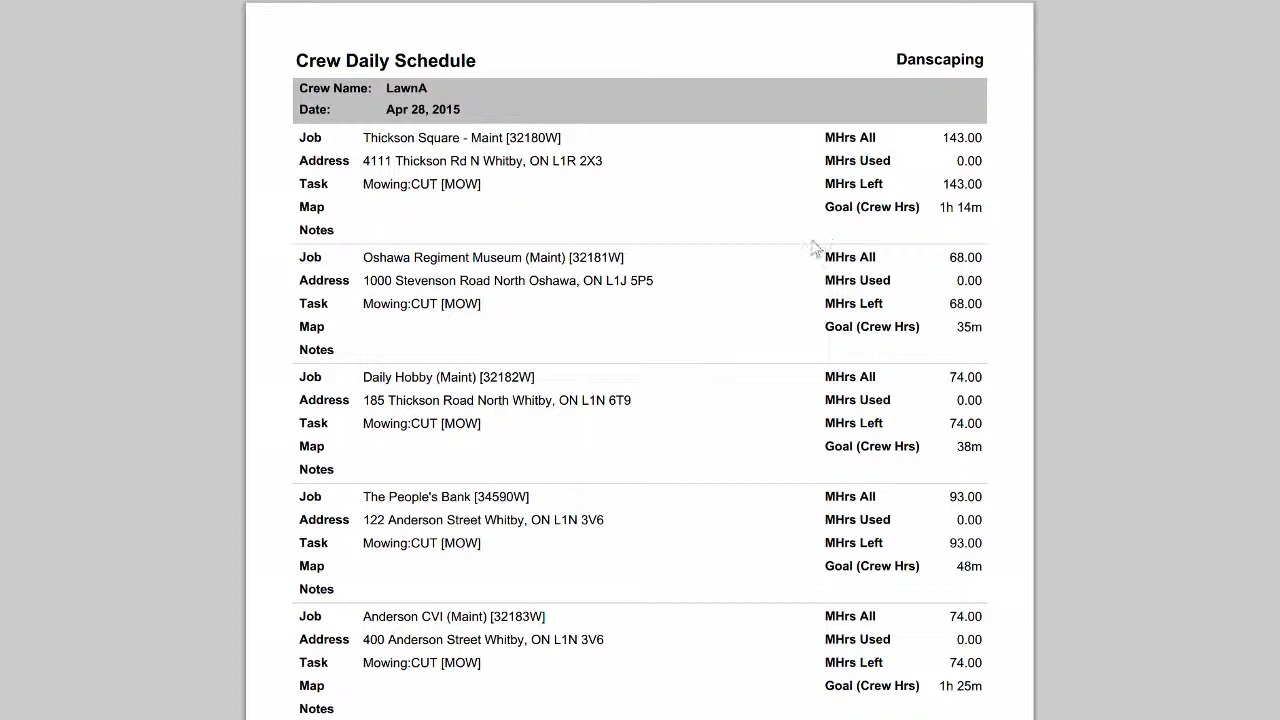 Crew Daily Schedule Danscaping
Crew Name: LawnA
Date: Apr 28, 2015
Job Thickson Square - Maint [32180W] MHrs All 143.00
Address 4111 Thickson Rd N Whitby, ON L1R 2X3 MHrs Used 0.00
Task Mowing:CUT [MOW] MHrs Left 143.00
Map Goal (Crew Hrs) 1h 14m
Notes
Job Oshawa Regiment Museum (Maint) [32181W] MHrs All 68.00
Address 1000 Stevenson Road North Oshawa, ON L1J 5P5 MHrs Used 0.00
Task Mowing:CUT [MOW] MHrs Left 68.00
Map Goal (Crew Hrs) 35m
Notes
Job Daily Hobby (Maint) [32182W] MHrs All 74.00
Address 185 Thickson Road North Whitby, ON L1N 6T9 MHrs Used 0.00
Task Mowing:CUT [MOW] MHrs Left 74.00
Map Goal (Crew Hrs) 38m
Notes
Job The People's Bank [34590W] MHrs All 93.00
Address 122 Anderson Street Whitby, ON L1N 3V6 MHrs Used 0.00
Task Mowing:CUT [MOW] MHrs Left 93.00
Map Goal (Crew Hrs) 48m
Notes
Job Anderson CVI (Maint) [32183W] MHrs All 74.00
Address 400 Anderson Street Whitby, ON L1N 3V6 MHrs Used 0.00
Task Mowing:CUT [MOW] MHrs Left 74.00
Map Goal (Crew Hrs) 1h 25m
Notes